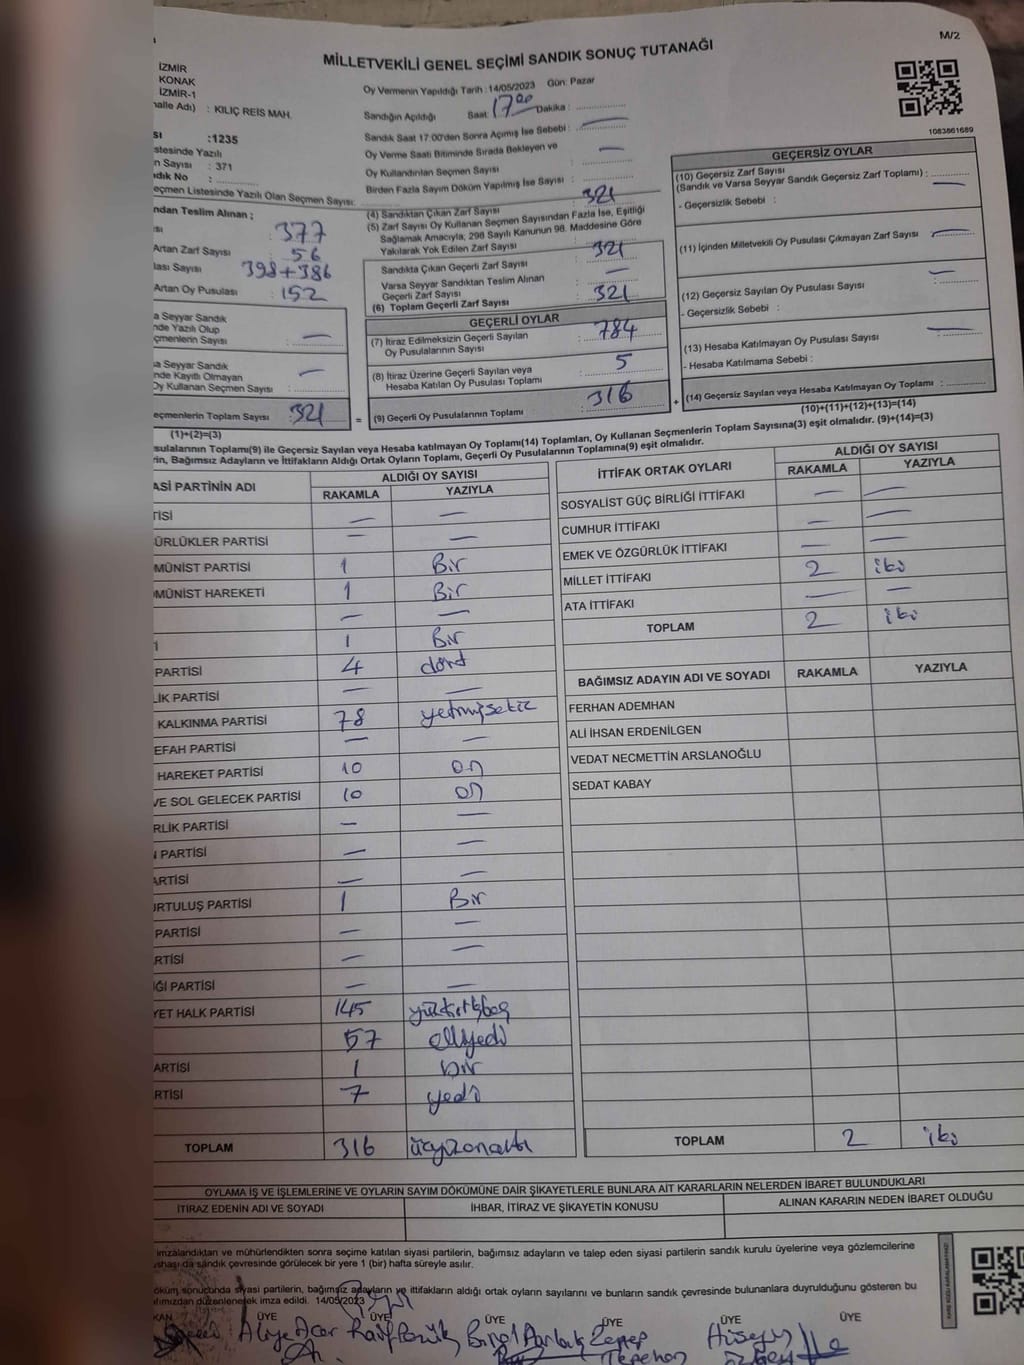 M/2
MİLLETVEKİLİ GENEL SEÇİMİ SANDIK SONUÇ TUTANAĞI
İZMİR
KONAK
İZMİR-1
halle Adı) : KILIÇ REİS MAH.
:1235
stesinde Yazılı
n Sayısı : 371
dık No :
eçmen Listesinde Yazılı Olan Seçmen Sayısı:
Oy Vermenin Yapıldığı Tarih : 14/05/2023 Gün: Pazar
Sandığın Açıldığı Saat: 17 00 Dakika :
Sandık Saat 17:00'den Sonra Açılmış İse Sebebi : —
Oy Verme Saati Bitiminde Sırada Bekleyen ve
Oy Kullandırılan Seçmen Sayısı : —
Birden Fazla Sayım Döküm Yapılmış İse Sayısı :
1083861689
ndan Teslim Alınan ;
ısı : 377
Artan Zarf Sayısı : 56
lası Sayısı 398+386
Artan Oy Pusulası : 152
(4) Sandıktan Çıkan Zarf Sayısı : 321
(5) Zarf Sayısı Oy Kullanan Seçmen Sayısından Fazla İse, Eşitliği
Sağlamak Amacıyla, 298 Sayılı Kanunun 98. Maddesine Göre
Yakılarak Yok Edilen Zarf Sayısı :
Sandıkta Çıkan Geçerli Zarf Sayısı : 321
Varsa Seyyar Sandıktan Teslim Alınan
Geçerli Zarf Sayısı : —
(6) Toplam Geçerli Zarf Sayısı : 321
GEÇERSİZ OYLAR
(10) Geçersiz Zarf Sayısı
(Sandık ve Varsa Seyyar Sandık Geçersiz Zarf Toplamı) : —
- Geçersizlik Sebebi :
(11) İçinden Milletvekili Oy Pusulası Çıkmayan Zarf Sayısı —
(12) Geçersiz Sayılan Oy Pusulası Sayısı : —
- Geçersizlik Sebebi :
(13) Hesaba Katılmayan Oy Pusulası Sayısı —
- Hesaba Katılmama Sebebi :
(14) Geçersiz Sayılan veya Hesaba Katılmayan Oy Toplamı :
(10)+(11)+(12)+(13)=(14)
a Seyyar Sandık
nde Yazılı Olup
çmenlerin Sayısı : —
sa Seyyar Sandık
nde Kayıtlı Olmayan
Oy Kullanan Seçmen Sayısı : —
eçmenlerin Toplam Sayısı : 321
(1)+(2)=(3)
GEÇERLİ OYLAR
(7) İtiraz Edilmeksizin Geçerli Sayılan
Oy Pusulalarının Sayısı : 784
(8) İtiraz Üzerine Geçerli Sayılan veya
Hesaba Katılan Oy Pusulası Toplamı : 5
= (9) Geçerli Oy Pusulalarının Toplamı : 316 +
sulalarının Toplamı(9) ile Geçersiz Sayılan veya Hesaba katılmayan Oy Toplamı(14) Toplamları, Oy Kullanan Seçmenlerin Toplam Sayısına(3) eşit olmalıdır. (9)+(14)=(3)
rin, Bağımsız Adayların ve İttifakların Aldığı Ortak Oyların Toplamı, Geçerli Oy Pusulalarının Toplamına(9) eşit olmalıdır.
ASİ PARTİNİN ADI ALDIĞI OY SAYISI
RAKAMLA YAZIYLA
TİSİ — —
ÜRLÜKLER PARTİSİ — —
MÜNİST PARTİSİ 1 Bir
OMÜNİST HAREKETİ 1 Bir
— —
1 Bir
PARTİSİ 4 dört
LİK PARTİSİ — —
KALKINMA PARTİSİ 78 yetmişsekiz
EFAH PARTİSİ — —
HAREKET PARTİSİ 10 on
VE SOL GELECEK PARTİSİ 10 on
RLİK PARTİSİ — —
PARTİSİ — —
ARTİSİ — —
URTULUŞ PARTİSİ 1 Bir
PARTİSİ — —
RTİSİ — —
Ğİ PARTİSİ — —
YET HALK PARTİSİ 145 yüzkırkbeş
57 elliyedi
ARTİSİ 1 bir
RTİSİ 7 yedi
TOPLAM 316 üçyüzonaltı
İTTİFAK ORTAK OYLARI ALDIĞI OY SAYISI
RAKAMLA YAZIYLA
SOSYALİST GÜÇ BİRLİĞİ İTTİFAKI — —
CUMHUR İTTİFAKI — —
EMEK VE ÖZGÜRLÜK İTTİFAKI — —
MİLLET İTTİFAKI 2 iki
ATA İTTİFAKI — —
TOPLAM 2 iki
BAĞIMSIZ ADAYIN ADI VE SOYADI RAKAMLA YAZIYLA
FERHAN ADEMHAN
ALİ İHSAN ERDENİLGEN
VEDAT NECMETTİN ARSLANOĞLU
SEDAT KABAY
TOPLAM 2 iki
OYLAMA İŞ VE İŞLEMLERİNE VE OYLARIN SAYIM DÖKÜMÜNE DAİR ŞİKAYETLERLE BUNLARA AİT KARARLARIN NELERDEN İBARET BULUNDUKLARI
İTİRAZ EDENİN ADI VE SOYADI İHBAR, İTİRAZ VE ŞİKAYETİN KONUSU ALINAN KARARIN NEDEN İBARET OLDUĞU
imzalandıktan ve mühürlendikten sonra seçime katılan siyasi partilerin, bağımsız adayların ve talep eden siyasi partilerin sandık kurulu üyelerine veya gözlemcilerine
sandık çevresinde görülecek bir yere 1 (bir) hafta süreyle asılır.
döküm sonucunda siyasi partilerin, bağımsız adayların ve ittifakların aldığı ortak oyların sayılarını ve bunların sandık çevresinde bulunanlara duyrulduğunu gösteren bu
düzenlenerek imza edildi. 14/05/2023
KAN ÜYE ÜYE ÜYE ÜYE ÜYE ÜYE
Aliye Acar Zeynep Hüseyin